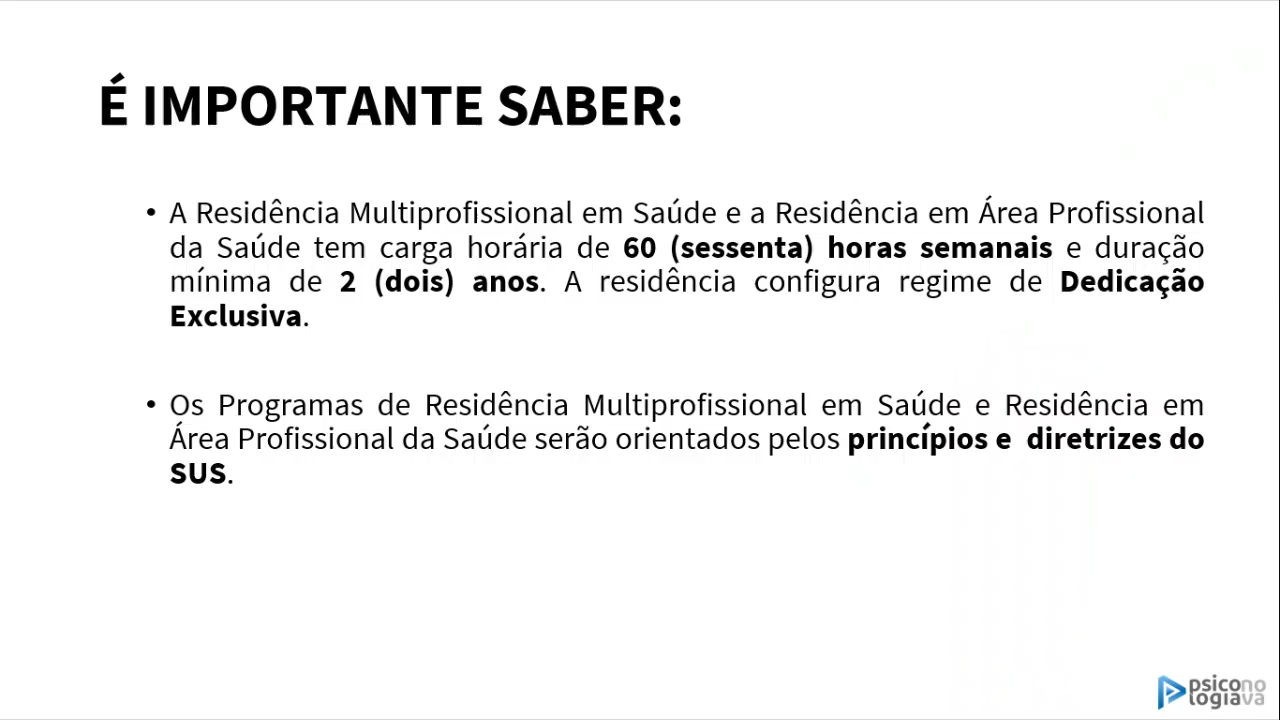 É IMPORTANTE SABER:
• A Residência Multiprofissional em Saúde e a Residência em Área Profissional
da Saúde tem carga horária de 60 (sessenta) horas semanais e duração
mínima de 2 (dois) anos. A residência configura regime de Dedicação
Exclusiva.
• Os Programas de Residência Multiprofissional em Saúde e Residência em
Área Profissional da Saúde serão orientados pelos princípios e  diretrizes do
SUS.
psicono
logiava